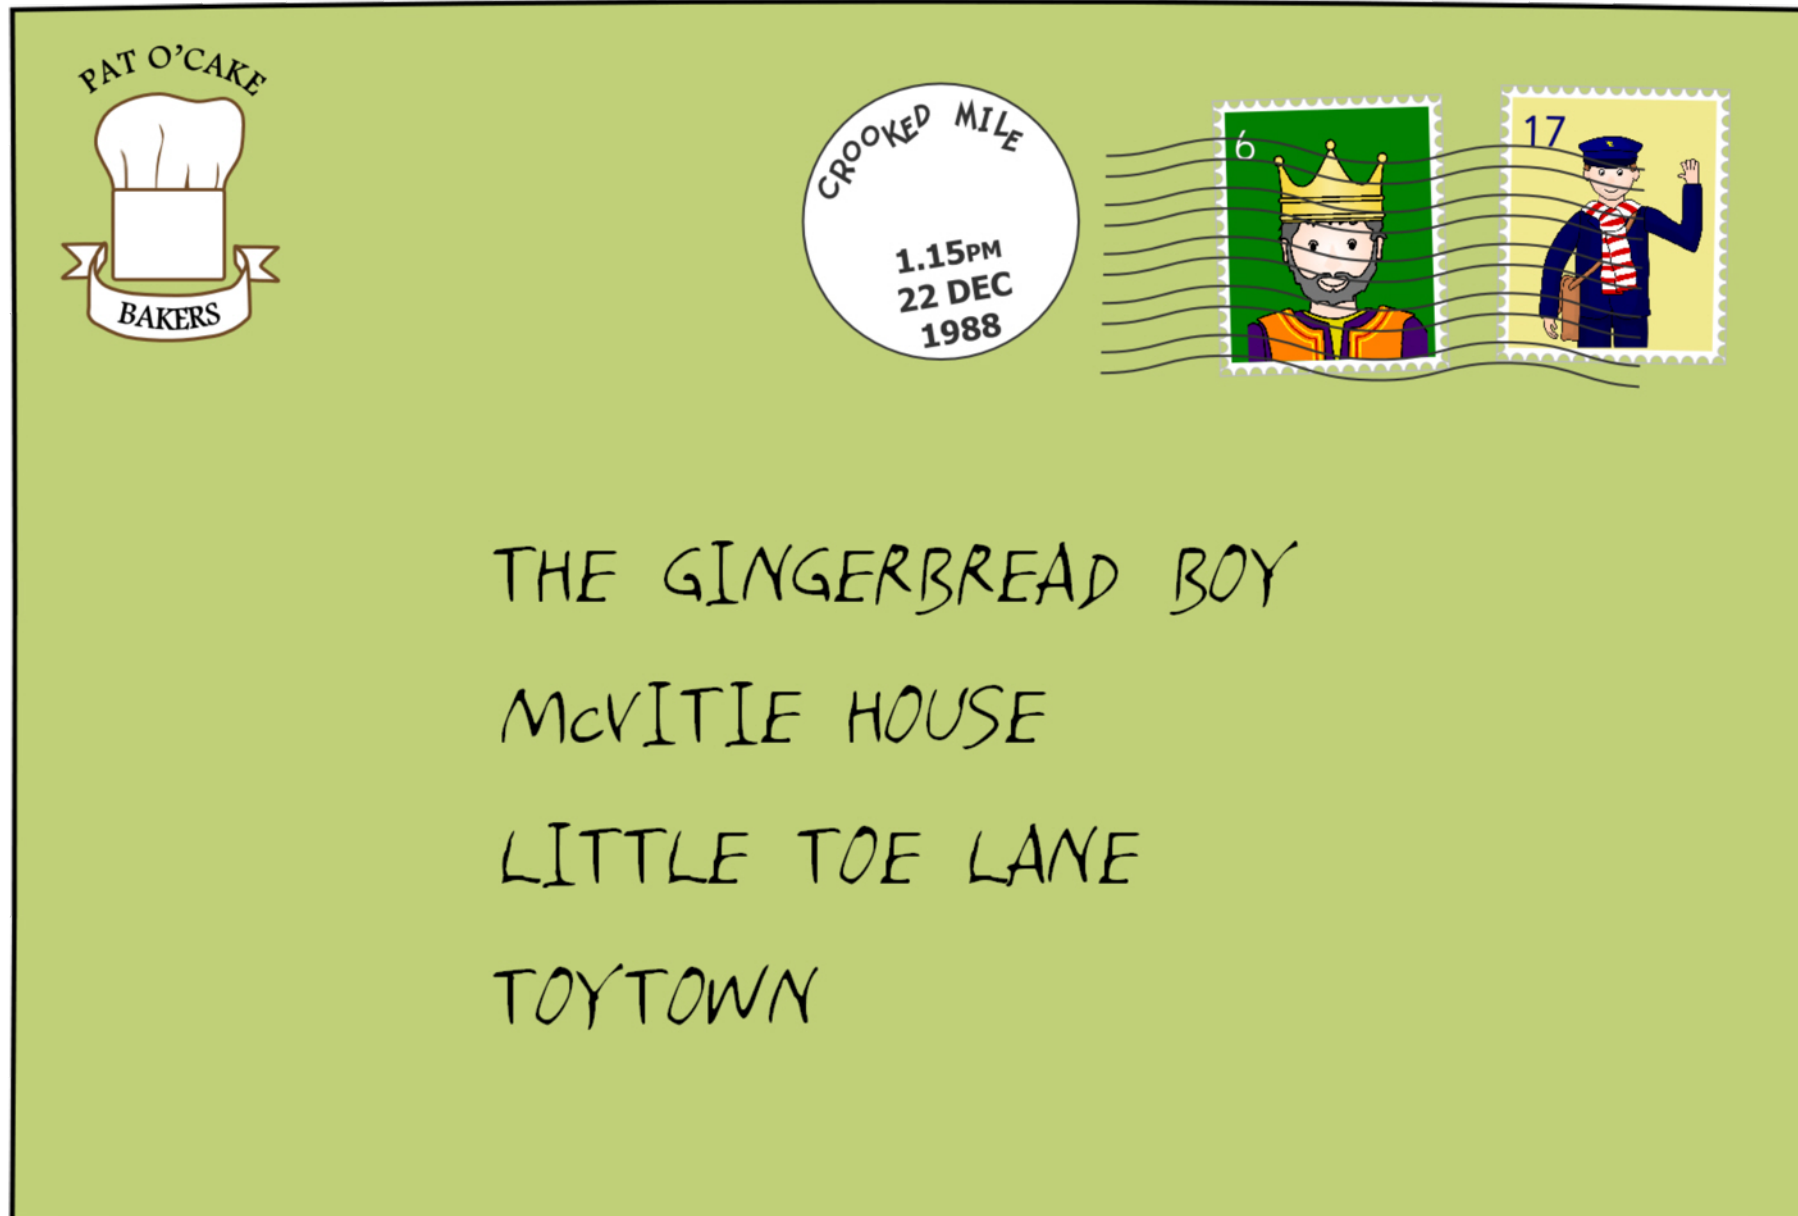 PAT O'CAKE
BAKERS
CROOKED MILE
1.15PM
22 DEC
1988
6
17
THE GINGERBREAD BOY
McVITIE HOUSE
LITTLE TOE LANE
TOYTOWN